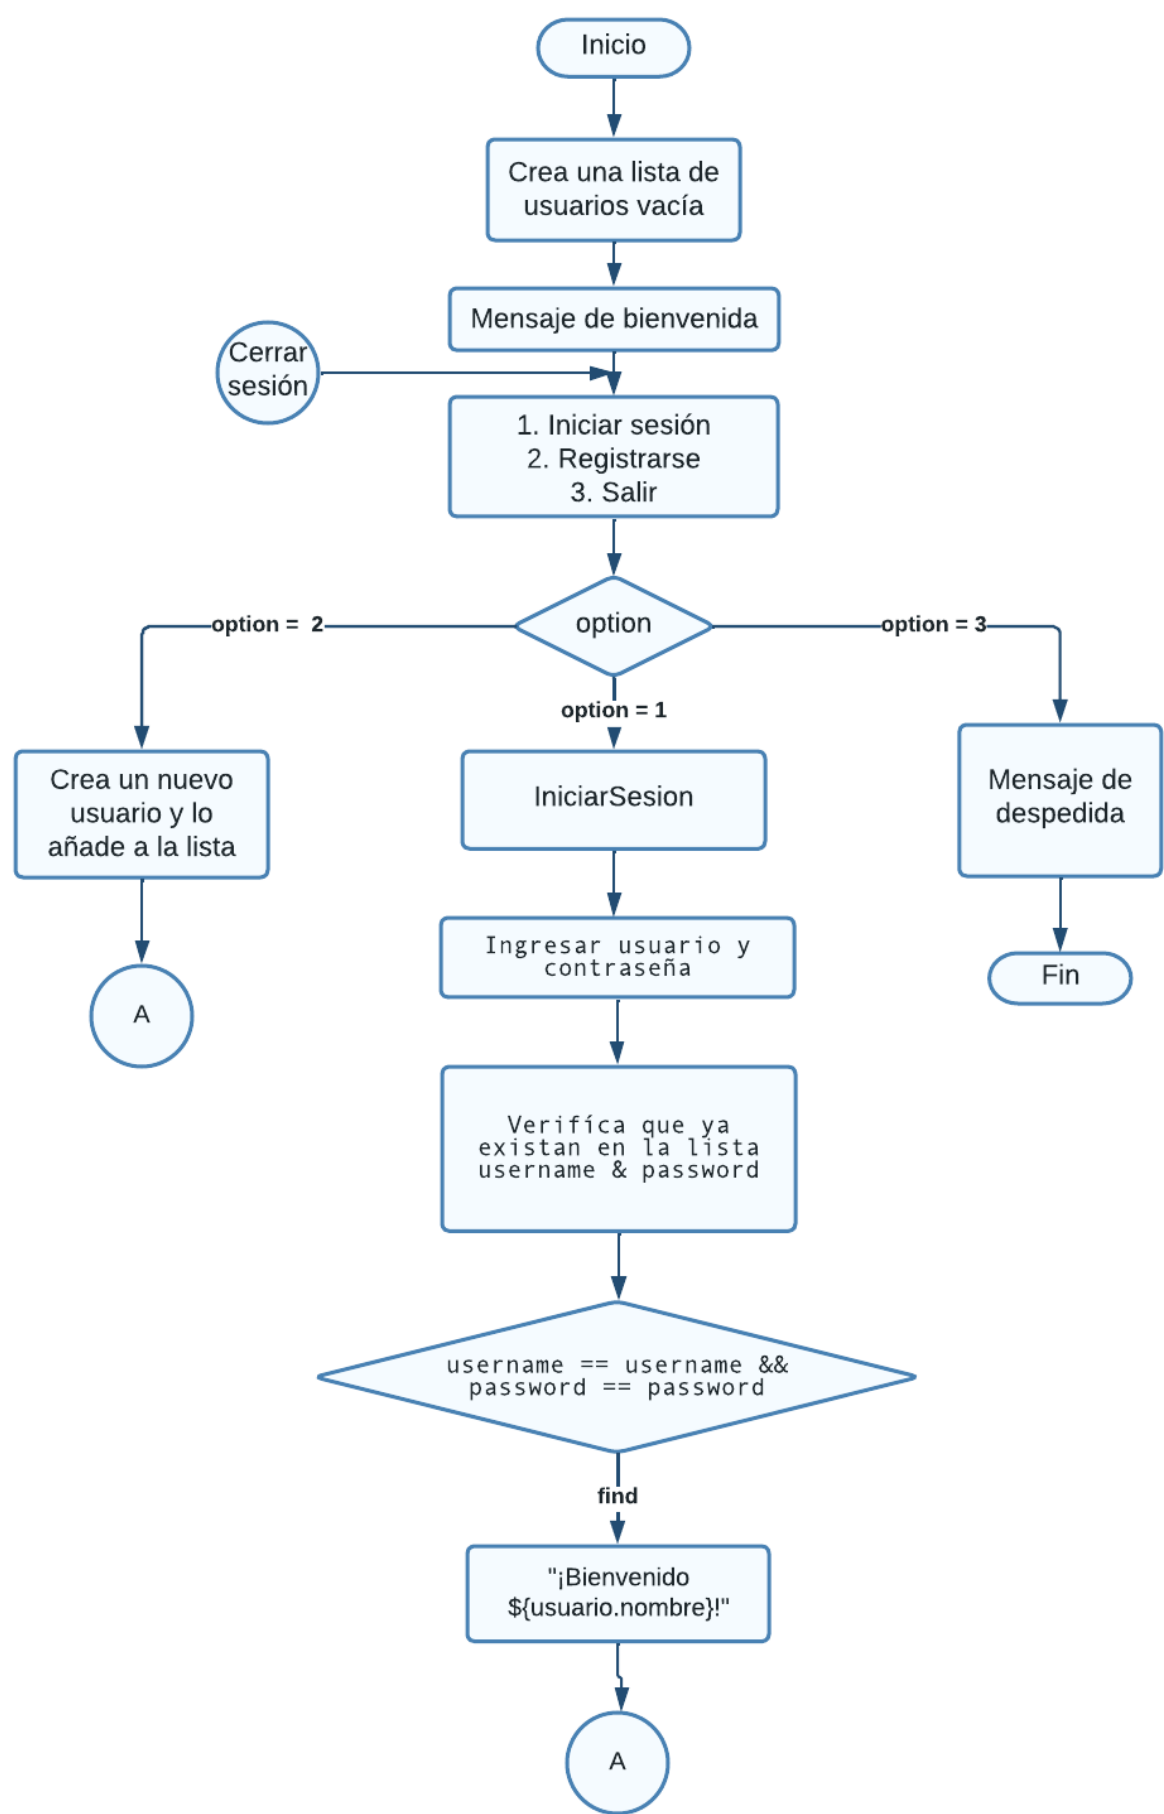 Inicio
Crea una lista de
usuarios vacía
Mensaje de bienvenida
Cerrar
sesión
1. Iniciar sesión
2. Registrarse
3. Salir
option
option =  2
option = 1
option = 3
Crea un nuevo
usuario y lo
añade a la lista
IniciarSesion
Mensaje de
despedida
Ingresar usuario y
contraseña
Fin
A
Verifíca que ya
existan en la lista
username & password
username == username &&
password == password
find
"¡Bienvenido
${usuario.nombre}!"
A